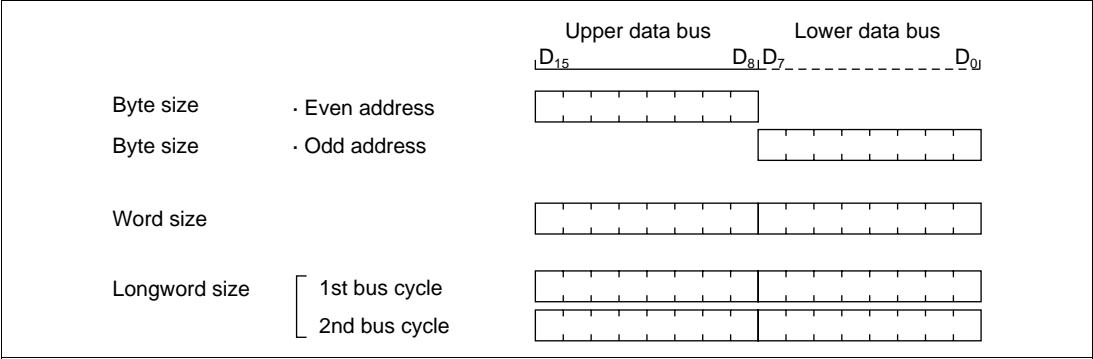 Upper data bus Lower data bus
D15 D8 D7 D0
Byte size · Even address
Byte size · Odd address
Word size
Longword size 1st bus cycle
2nd bus cycle